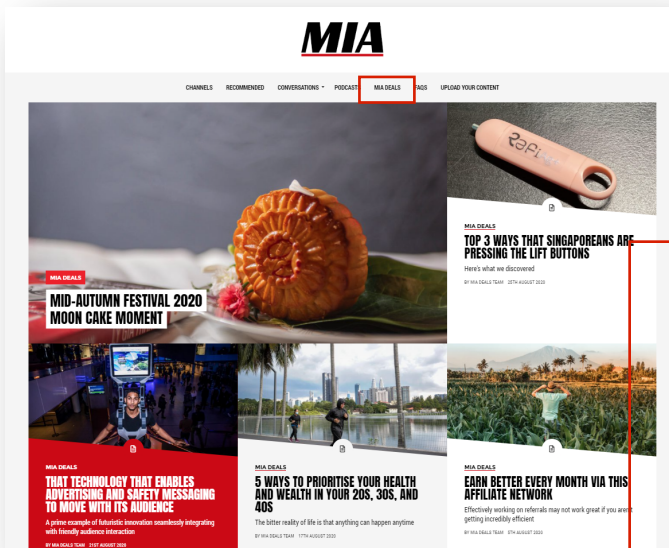 MIA
CHANNELS RECOMMENDED CONVERSATIONS PODCAST MIA DEALS FAQS UPLOAD YOUR CONTENT
MIA DEALS
MID-AUTUMN FESTIVAL 2020
MOON CAKE MOMENT
MIA DEALS
TOP 3 WAYS THAT SINGAPOREANS ARE
PRESSING THE LIFT BUTTONS
Here's what we discovered
BY MIA DEALS TEAM 25TH AUGUST 2020
MIA DEALS
THAT TECHNOLOGY THAT ENABLES
ADVERTISING AND SAFETY MESSAGING
TO MOVE WITH ITS AUDIENCE
A prime example of futuristic innovation seamlessly integrating
with friendly audience interaction
BY MIA DEALS TEAM 21ST AUGUST 2020
MIA DEALS
5 WAYS TO PRIORITISE YOUR HEALTH
AND WEALTH IN YOUR 20S, 30S, AND
40S
The bitter reality of life is that anything can happen anytime
BY MIA DEALS TEAM 17TH AUGUST 2020
MIA DEALS
EARN BETTER EVERY MONTH VIA THIS
AFFILIATE NETWORK
Effectively working on referrals may not work great if you aren't
getting incredibly efficient
BY MIA DEALS TEAM 5TH AUGUST 2020